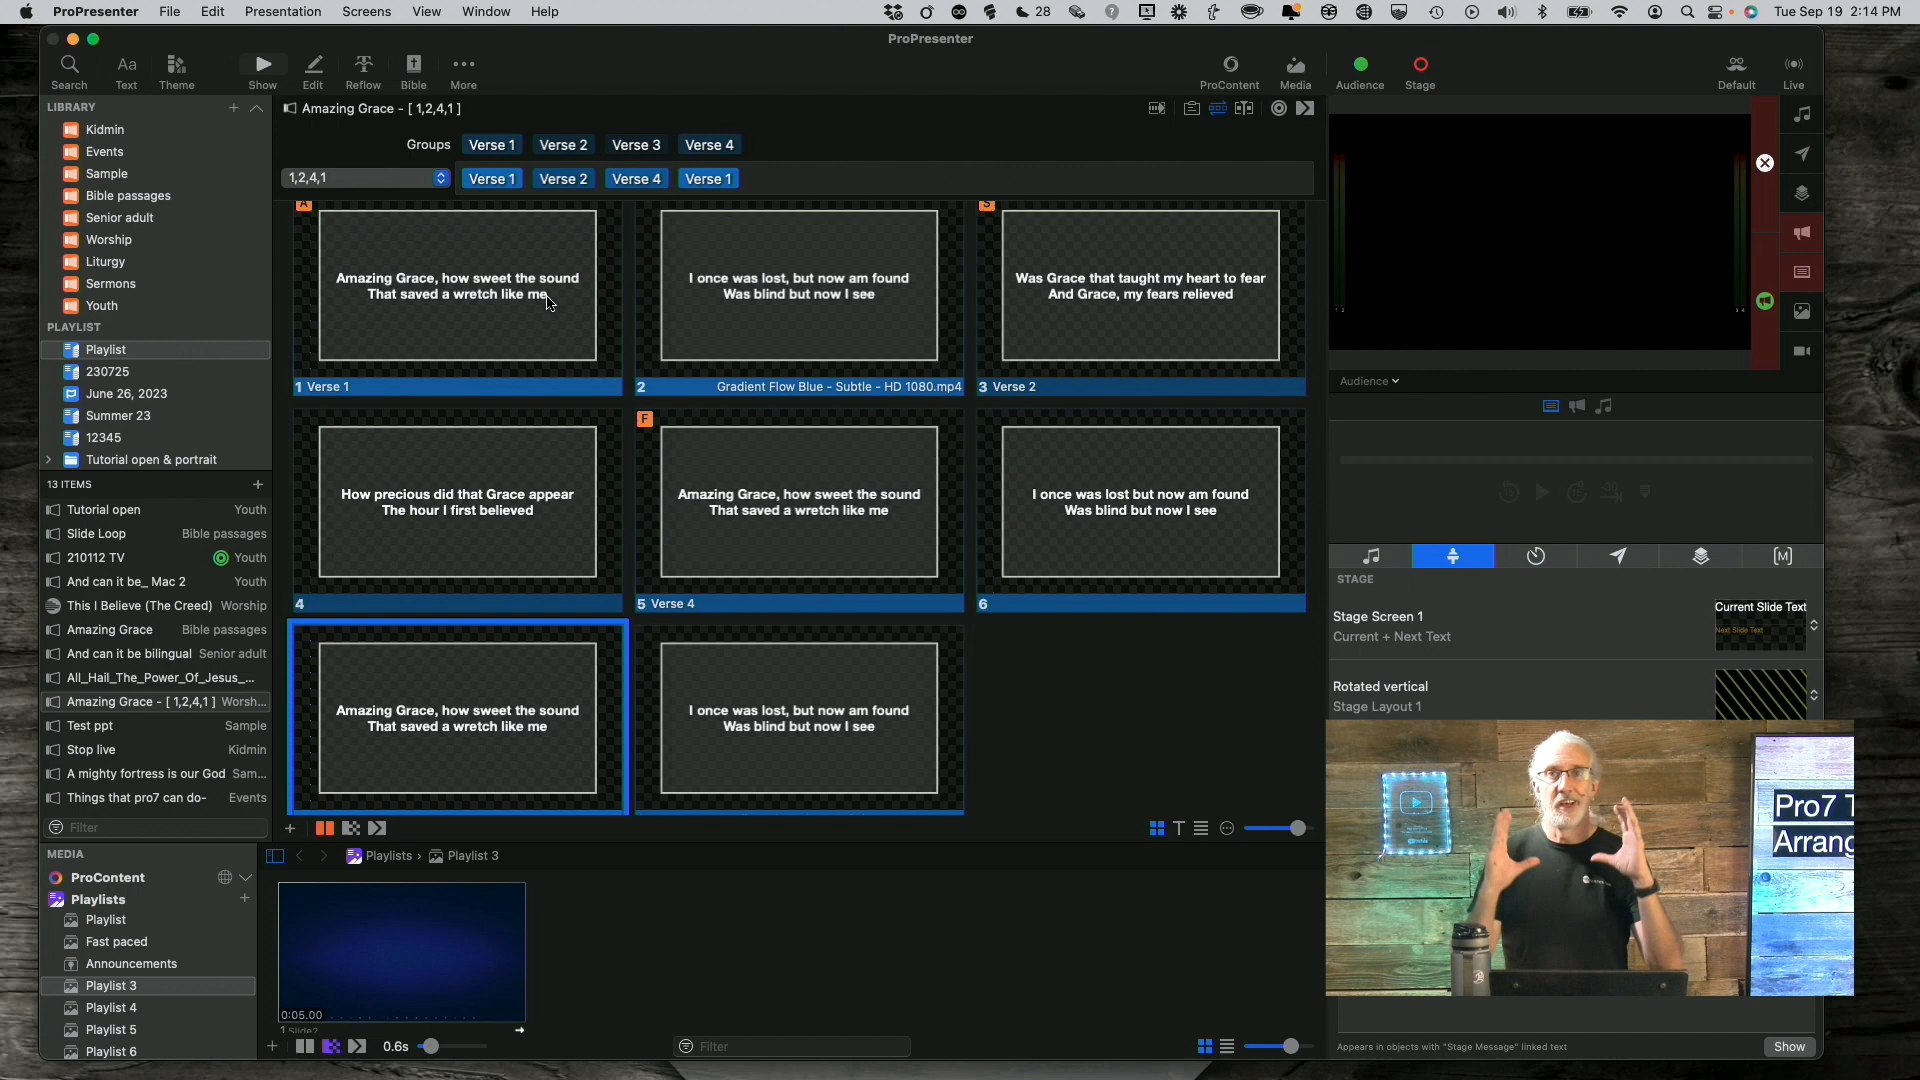 ProPresenter File Edit Presentation Screens View Window Help
28
Tue Sep 19 2:14 PM
ProPresenter
Search
Aa
Text
Theme
Show
Edit
Reflow
Bible
More
ProContent
Media
Audience
Stage
Default
Live
LIBRARY
Kidmin
Events
Sample
Bible passages
Senior adult
Worship
Liturgy
Sermons
Youth
PLAYLIST
Playlist
230725
June 26, 2023
Summer 23
12345
Tutorial open & portrait
13 ITEMS
Tutorial open Youth
Slide Loop Bible passages
210112 TV Youth
And can it be_ Mac 2 Youth
This I Believe (The Creed) Worship
Amazing Grace Bible passages
And can it be bilingual Senior adult
All_Hail_The_Power_Of_Jesus_...
Amazing Grace - [ 1,2,4,1 ] Worsh...
Test ppt Sample
Stop live Kidmin
A mighty fortress is our God Sam...
Things that pro7 can do- Events
Filter
Amazing Grace - [ 1,2,4,1 ]
Groups Verse 1 Verse 2 Verse 3 Verse 4
1,2,4,1 Verse 1 Verse 2 Verse 4 Verse 1
A
Amazing Grace, how sweet the sound
That saved a wretch like me
1 Verse 1
I once was lost, but now am found
Was blind but now I see
2 Gradient Flow Blue - Subtle - HD 1080.mp4
S
Was Grace that taught my heart to fear
And Grace, my fears relieved
3 Verse 2
How precious did that Grace appear
The hour I first believed
4
F
Amazing Grace, how sweet the sound
That saved a wretch like me
5 Verse 4
I once was lost but now am found
Was blind but now I see
6
Amazing Grace, how sweet the sound
That saved a wretch like me
I once was lost, but now am found
Was blind but now I see
T
MEDIA
ProContent
Playlists
Playlist
Fast paced
Announcements
Playlist 3
Playlist 4
Playlist 5
Playlist 6
Playlists › Playlist 3
0:05.00
1 Slide2
0.6s
Filter
1 2
3 4
Audience
[M]
STAGE
Stage Screen 1
Current + Next Text
Current Slide Text
Next Slide Text
Rotated vertical
Stage Layout 1
Pro7 T
Arrang
Appears in objects with "Stage Message" linked text
Show